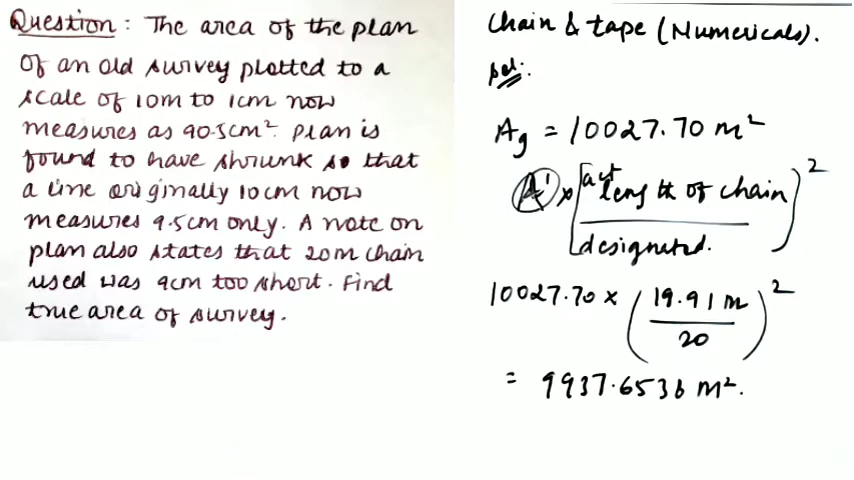 Question: The area of the plan
of an old survey plotted to a
scale of 10m to 1cm now
measures as 90.5cm². plan is
found to have shrunk so that
a line originally 10cm now
measures 9.5cm only. A note on
plan also states that 20m chain
used was 9cm too short. Find
true area of survey.
Chain & tape (Numericals).
sol:
Ag = 10027.70 m²
A' × [act length of chain / designated.]²
10027.70 × (19.91m / 20)²
= 9937.6536 m².